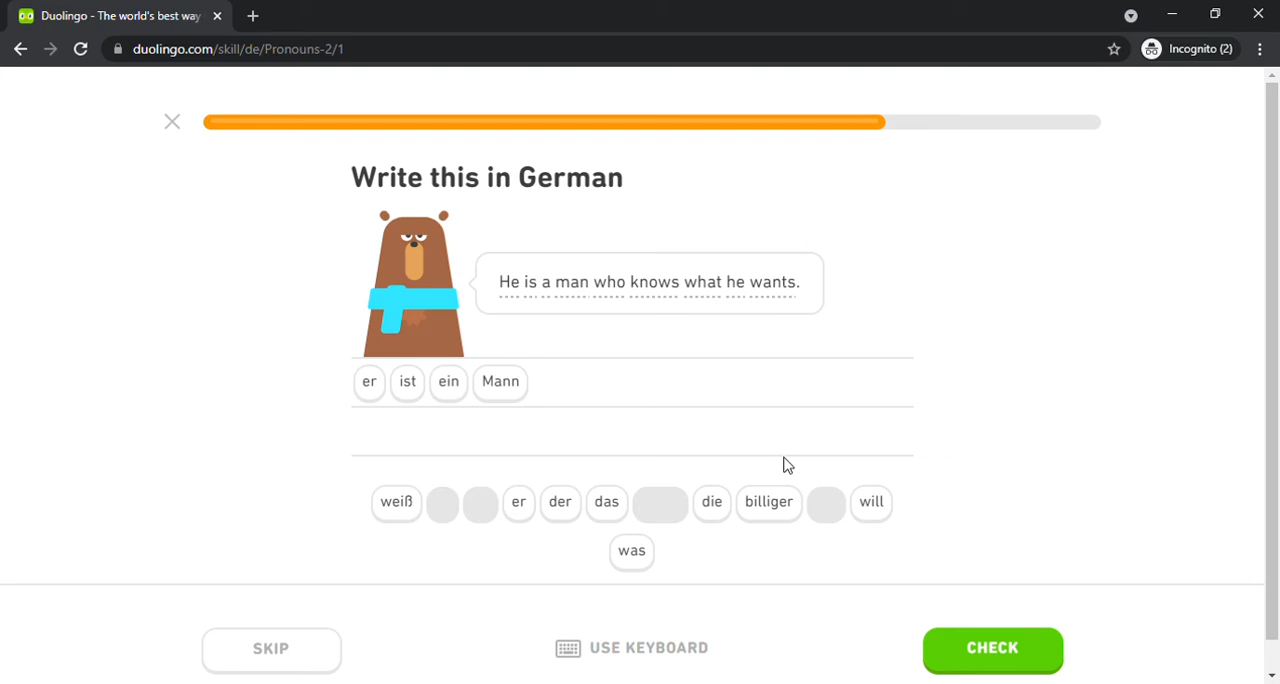 Duolingo - The world's best way
duolingo.com/skill/de/Pronouns-2/1
Incognito (2)
Write this in German
He is a man who knows what he wants.
er ist ein Mann
weiß er der das die billiger will
was
SKIP USE KEYBOARD CHECK